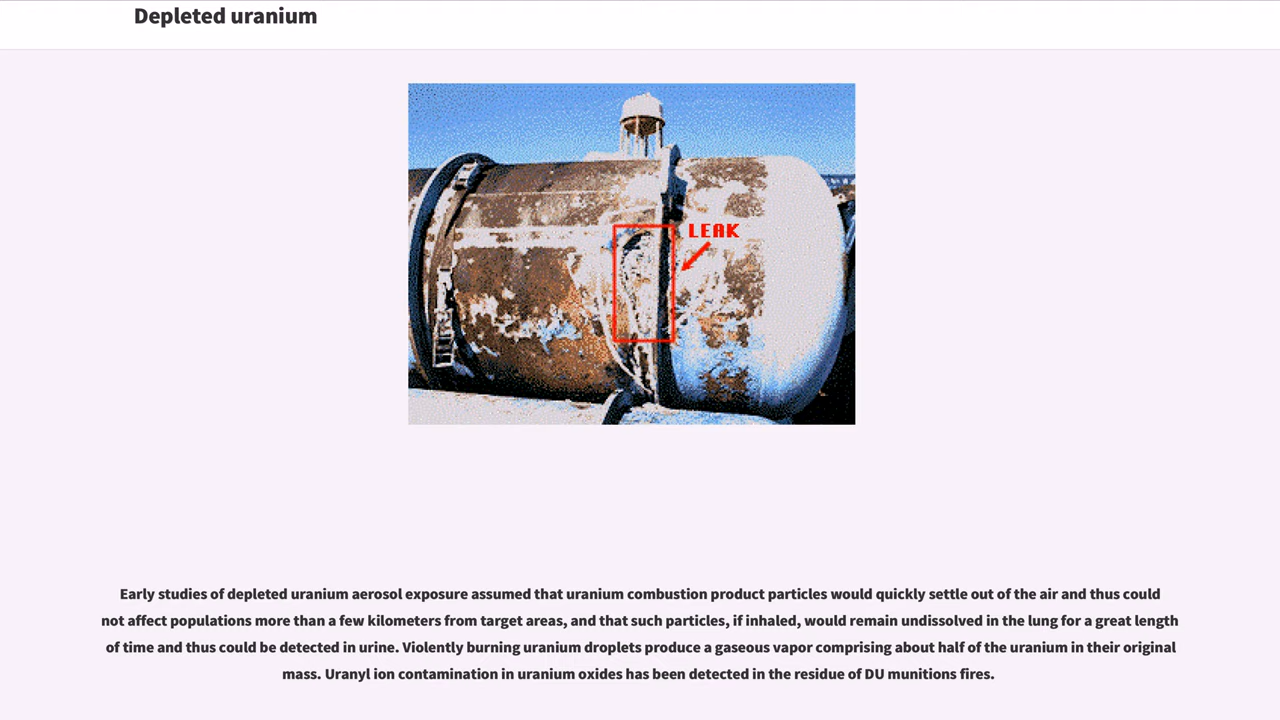 Depleted uranium
LEAK
Early studies of depleted uranium aerosol exposure assumed that uranium combustion product particles would quickly settle out of the air and thus could
not affect populations more than a few kilometers from target areas, and that such particles, if inhaled, would remain undissolved in the lung for a great length
of time and thus could be detected in urine. Violently burning uranium droplets produce a gaseous vapor comprising about half of the uranium in their original
mass. Uranyl ion contamination in uranium oxides has been detected in the residue of DU munitions fires.